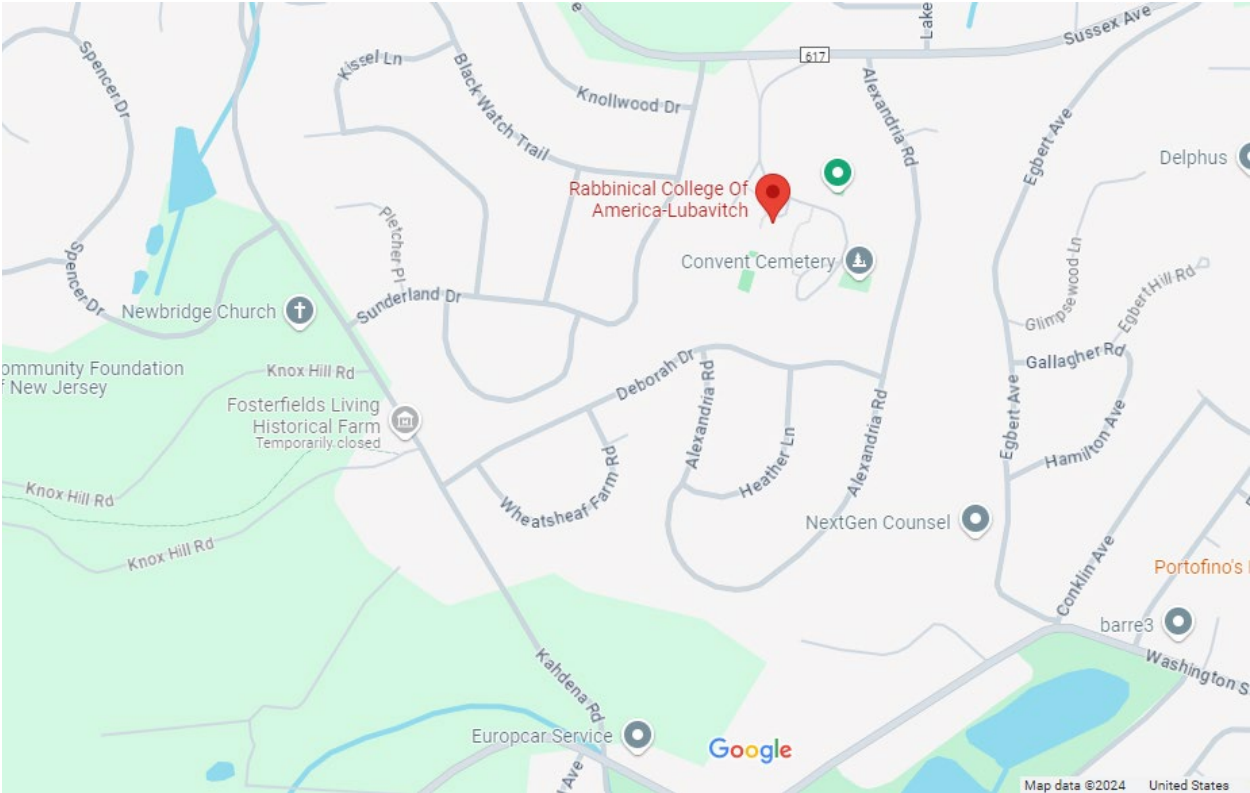 Sussex Ave
Lake
617
Spencer Dr
Kissel Ln
Black Watch Trail
Knollwood Dr
Alexandria Rd
Egbert Ave
Delphus
Rabbinical College Of
America-Lubavitch
Pletcher Pl
Convent Cemetery
Glimpsewood Ln
Egbert Hill Rd
Spencer Dr
Sunderland Dr
Newbridge Church
Gallagher Rd
ommunity Foundation
f New Jersey
Knox Hill Rd
Deborah Dr
Alexandria Rd
Fosterfields Living
Historical Farm
Temporarily closed
Alexandria Rd
Egbert Ave
Hamilton Ave
Heather Ln
Wheatsheaf Farm Rd
Knox Hill Rd
NextGen Counsel
Knox Hill Rd
Conklin Ave
Portofino's
barre3
Washington S
Kahdena Rd
Europcar Service
Google
Ave
Map data ©2024 United States